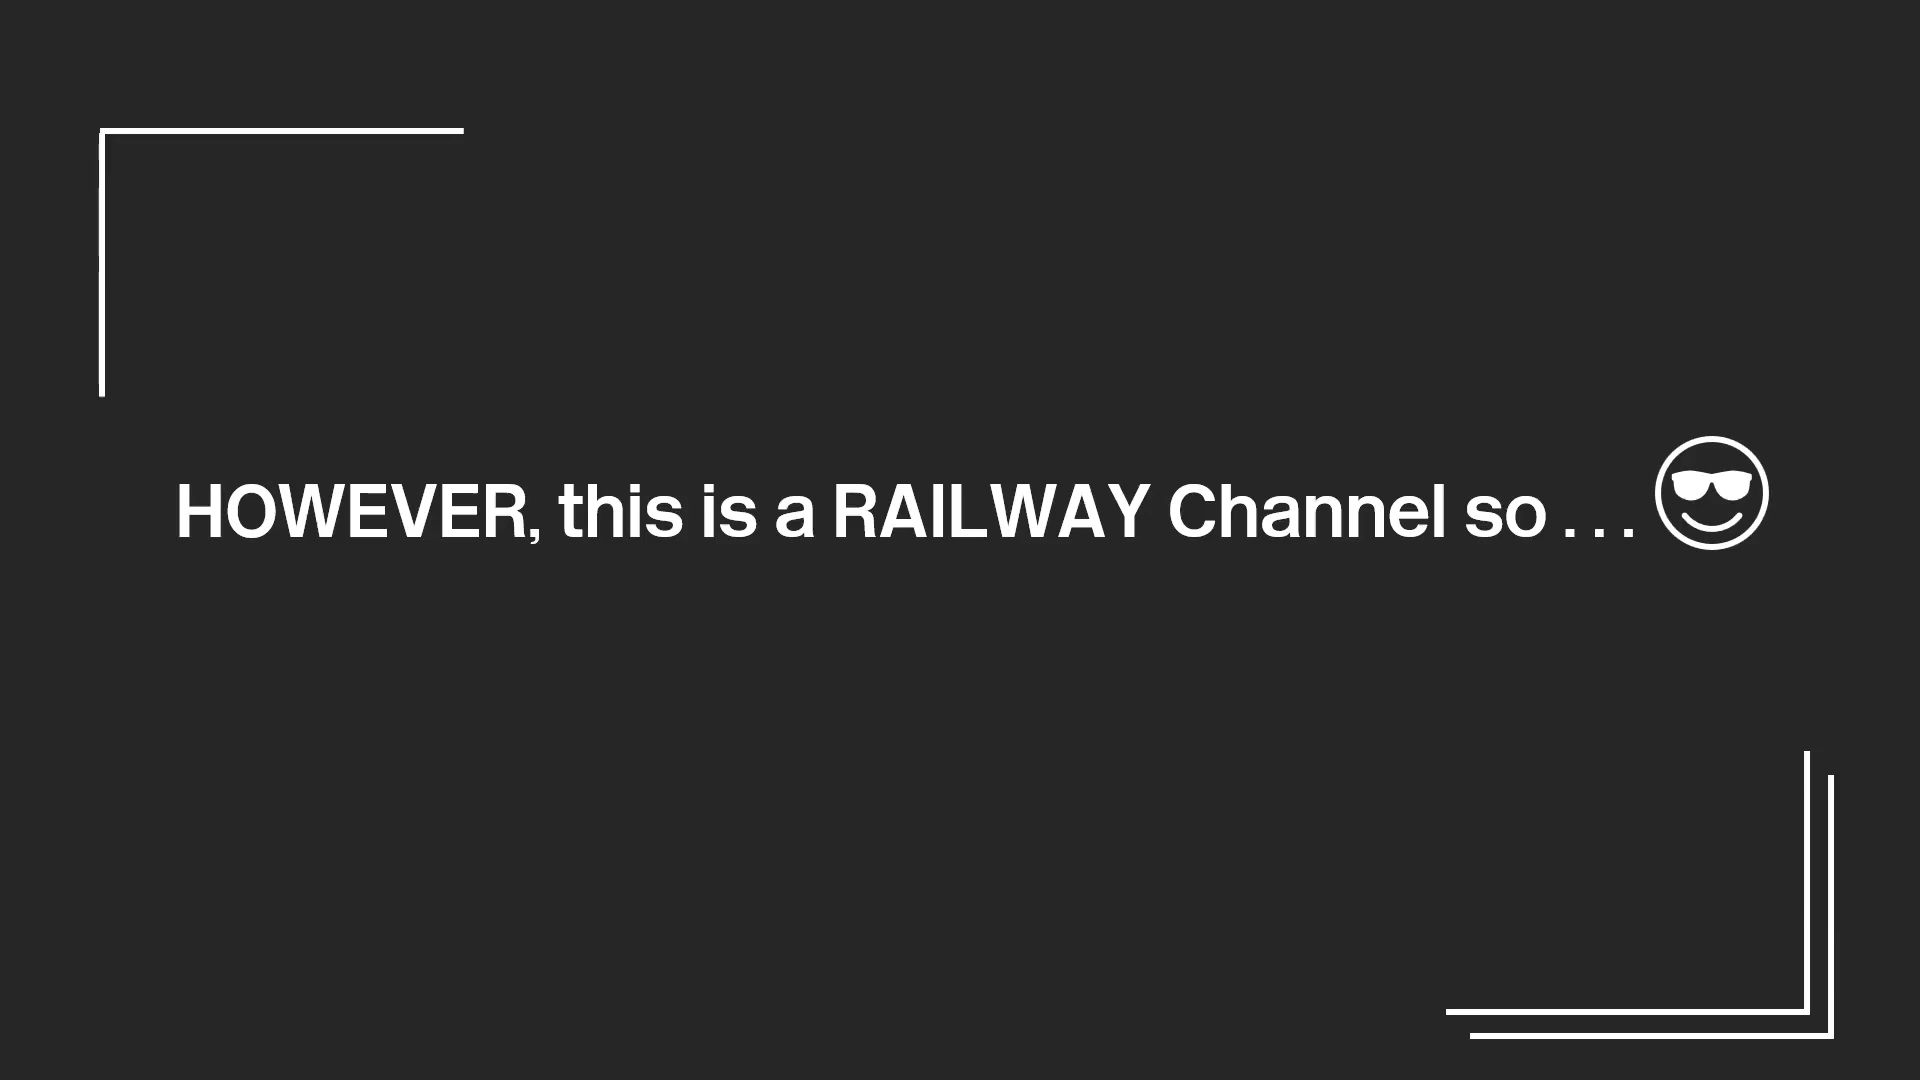 HOWEVER, this is a RAILWAY Channel so . . . 😎